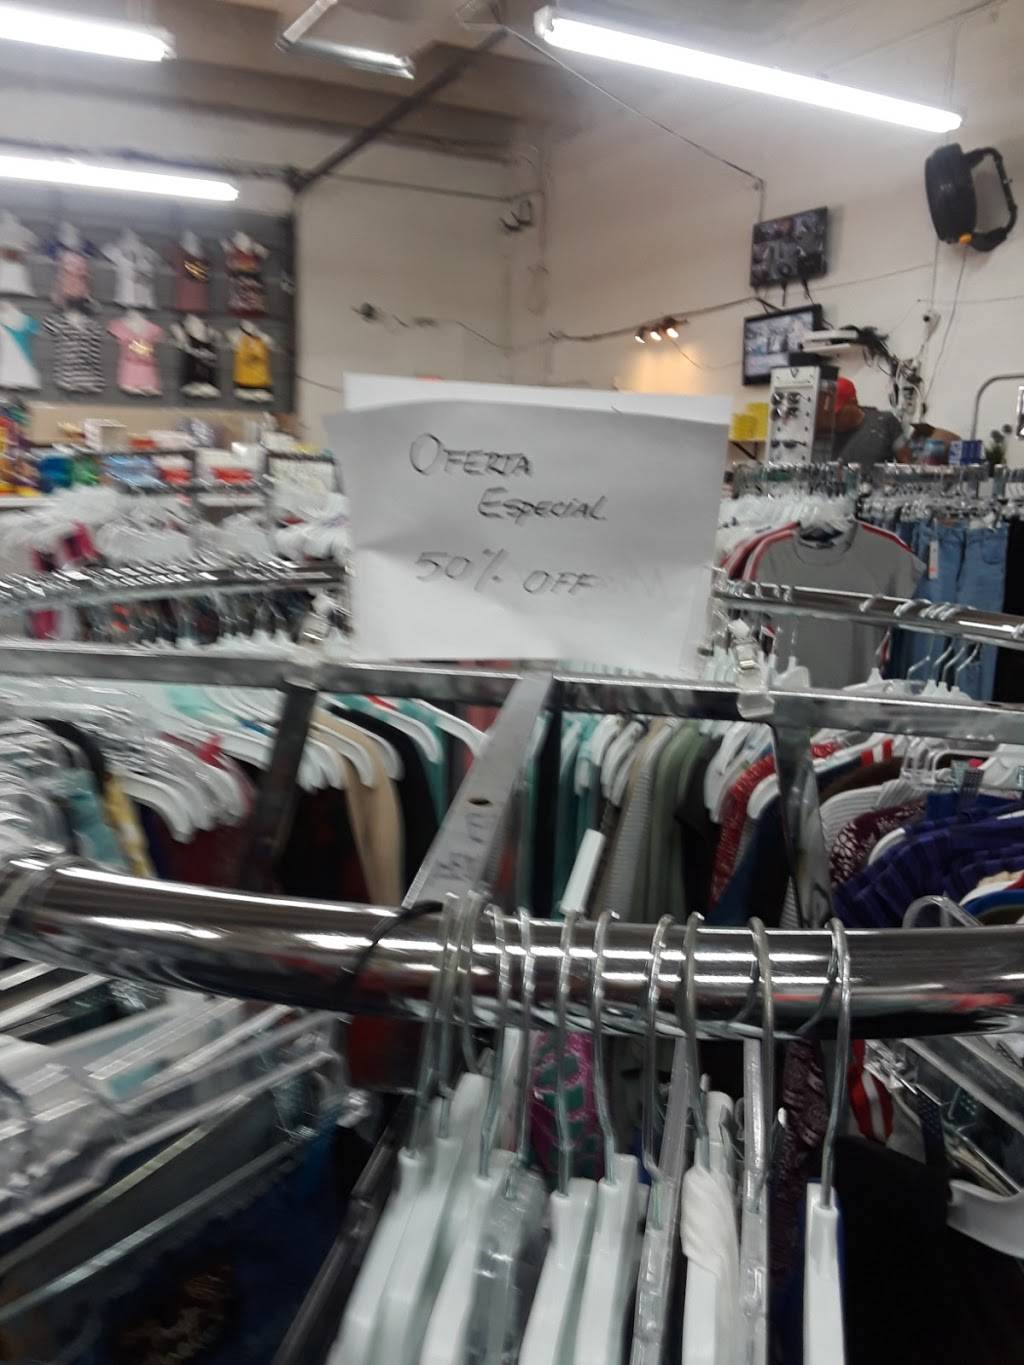 Oferta
Especial
50% OFF